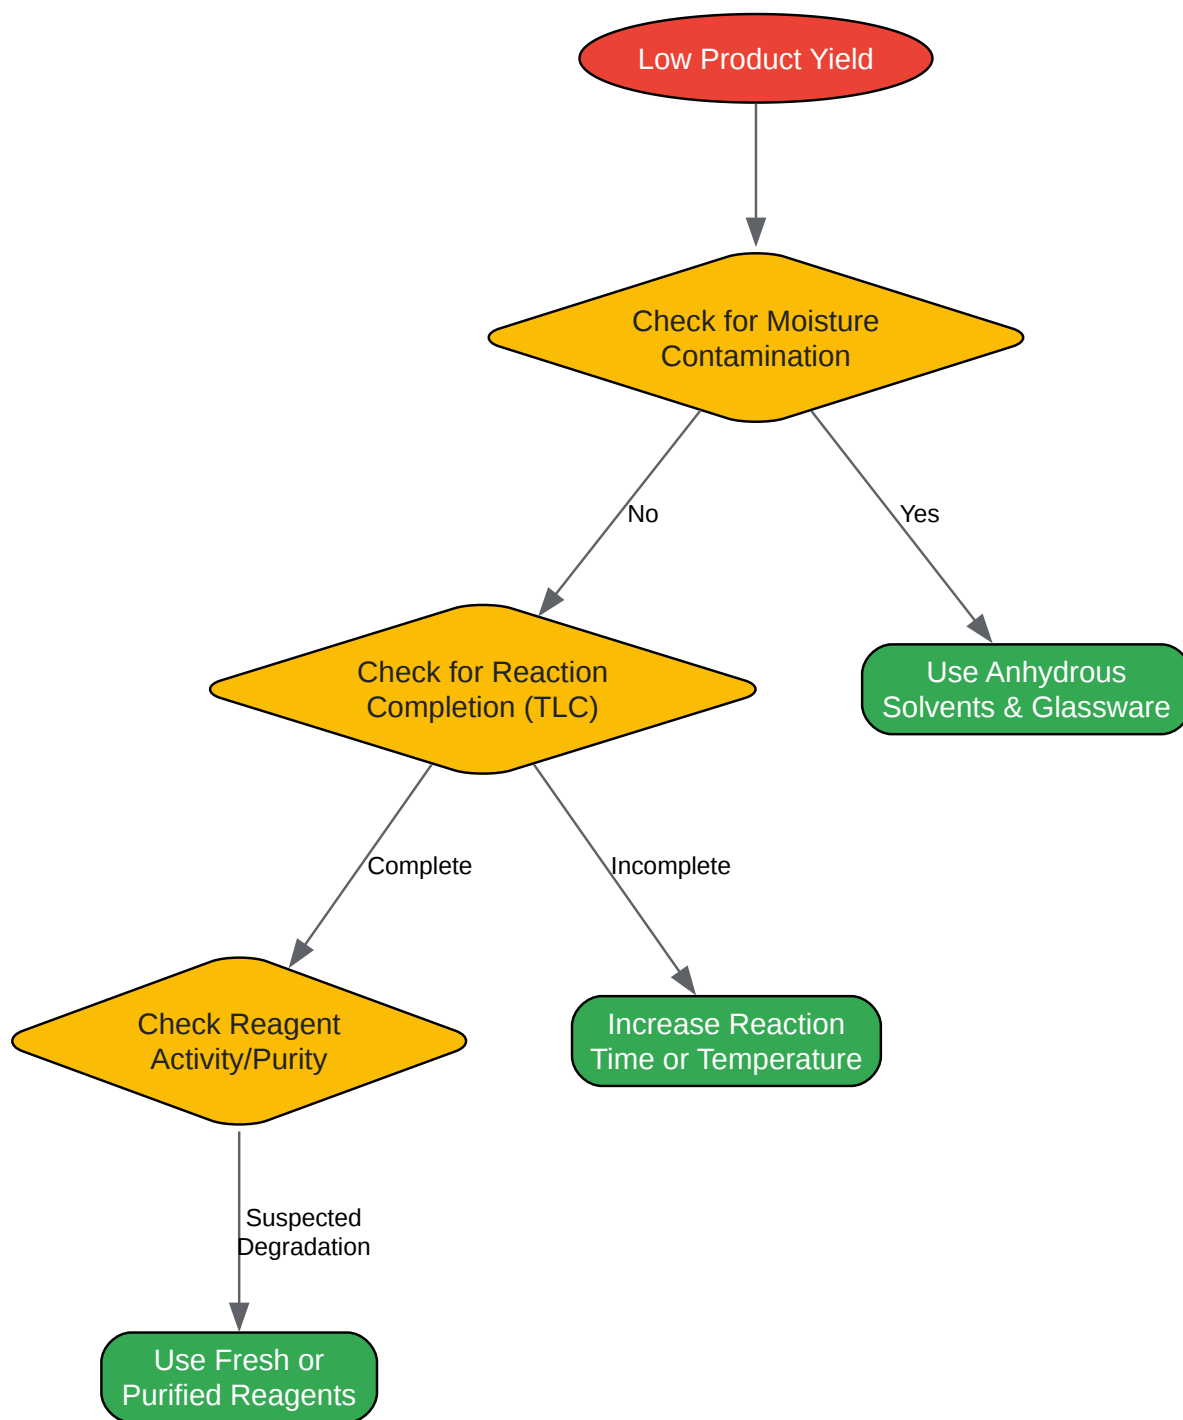 Low Product Yield
Check for Moisture
Contamination
No
Yes
Check for Reaction
Completion (TLC)
Use Anhydrous
Solvents & Glassware
Complete
Incomplete
Check Reagent
Activity/Purity
Increase Reaction
Time or Temperature
Suspected
Degradation
Use Fresh or
Purified Reagents